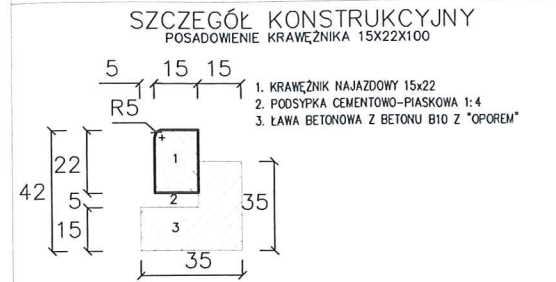 SZCZEGÓŁ KONSTRUKCYJNY
POSADOWIENIE KRAWĘŻNIKA 15X22X100
5 15 15
1. KRAWĘŻNIK NAJAZDOWY 15x22
2. PODSYPKA CEMENTOWO-PIASKOWA 1:4
3. ŁAWA BETONOWA Z BETONU B10 Z "OPOREM"
R5
1
22
42
5
2
35
15
3
35